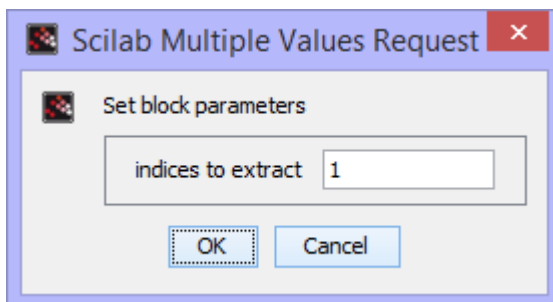 Scilab Multiple Values Request
Set block parameters
indices to extract 1
OK Cancel